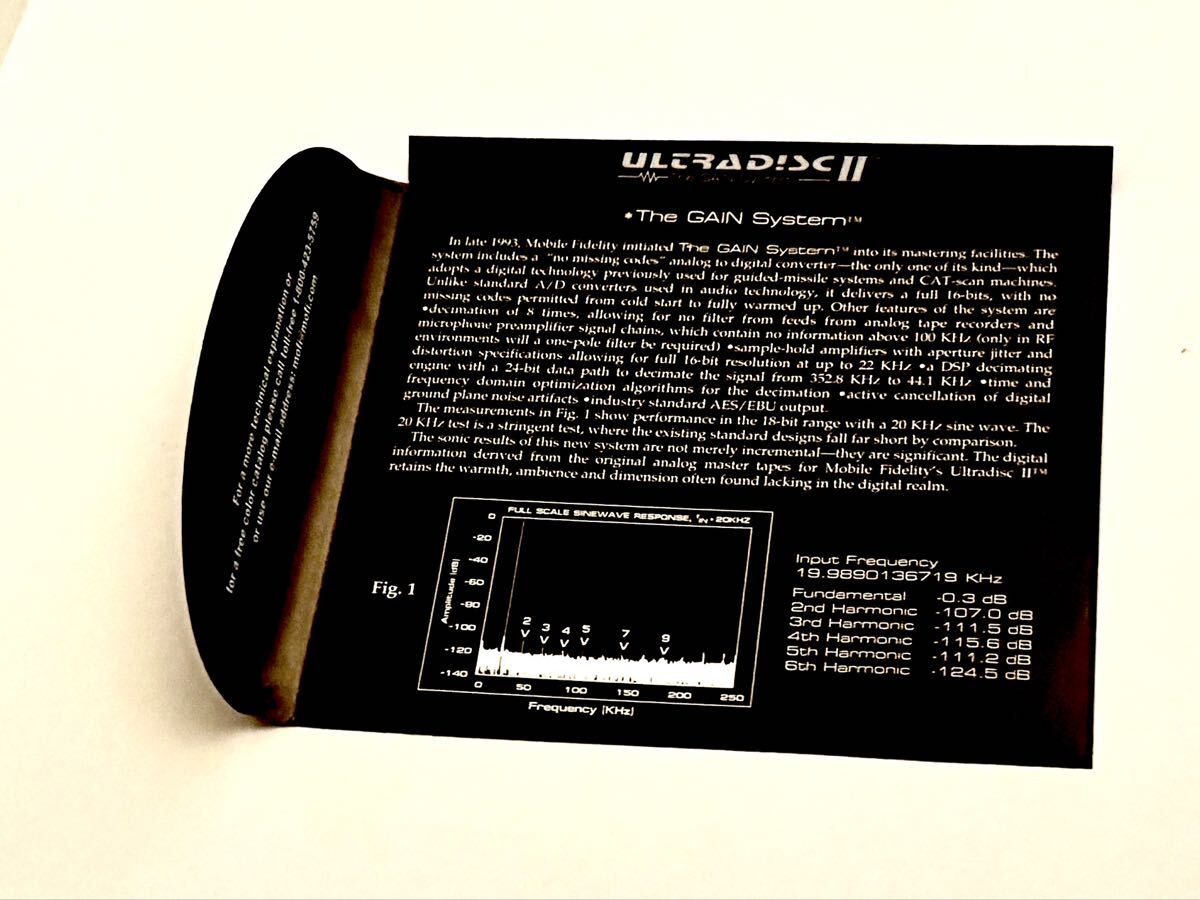 ULTRADISC II™
*The GAIN System™
In late 1993, Mobile Fidelity initiated The GAIN System™ into its mastering facilities. The
system includes a "no missing codes" analog to digital converter—the only one of its kind—which
adopts a digital technology previously used for guided-missile systems and CAT-scan machines.
Unlike standard A/D converters used in audio technology, it delivers a full 16-bits, with no
missing codes permitted from cold start to fully warmed up. Other features of the system are
•decimation of 8 times, allowing for no filter from feeds from analog tape recorders and
microphone preamplifier signal chains, which contain no information above 100 KHz (only in RF
environments will a one-pole filter be required) •sample-hold amplifiers with aperture jitter and
distortion specifications allowing for full 16-bit resolution at up to 22 KHz •a DSP decimating
engine with a 24-bit data path to decimate the signal from 352.8 KHz to 44.1 KHz •time and
frequency domain optimization algorithms for the decimation •active cancellation of digital
ground plane noise artifacts •industry standard AES/EBU output.
The measurements in Fig. 1 show performance in the 18-bit range with a 20 KHz sine wave. The
20 KHz test is a stringent test, where the existing standard designs fall far short by comparison.
The sonic results of this new system are not merely incremental—they are significant. The digital
information derived from the original analog master tapes for Mobile Fidelity's Ultradisc II™
retains the warmth, ambience and dimension often found lacking in the digital realm.
Fig. 1
FULL SCALE SINEWAVE RESPONSE, fIN = 20KHZ
Amplitude (dB)
0
-20
-40
-60
-80
-100
-120
-140
2 3 4 5 7 9
0 50 100 150 200 250
Frequency (KHz)
Input Frequency
19.9890136719 KHz
Fundamental -0.3 dB
2nd Harmonic -107.0 dB
3rd Harmonic -111.5 dB
4th Harmonic -115.6 dB
5th Harmonic -111.2 dB
6th Harmonic -124.5 dB
For a more technical explanation or
for a free color catalog please call toll-free 1-800-422-5759
or use our e-mail address: mofi@mofi.com